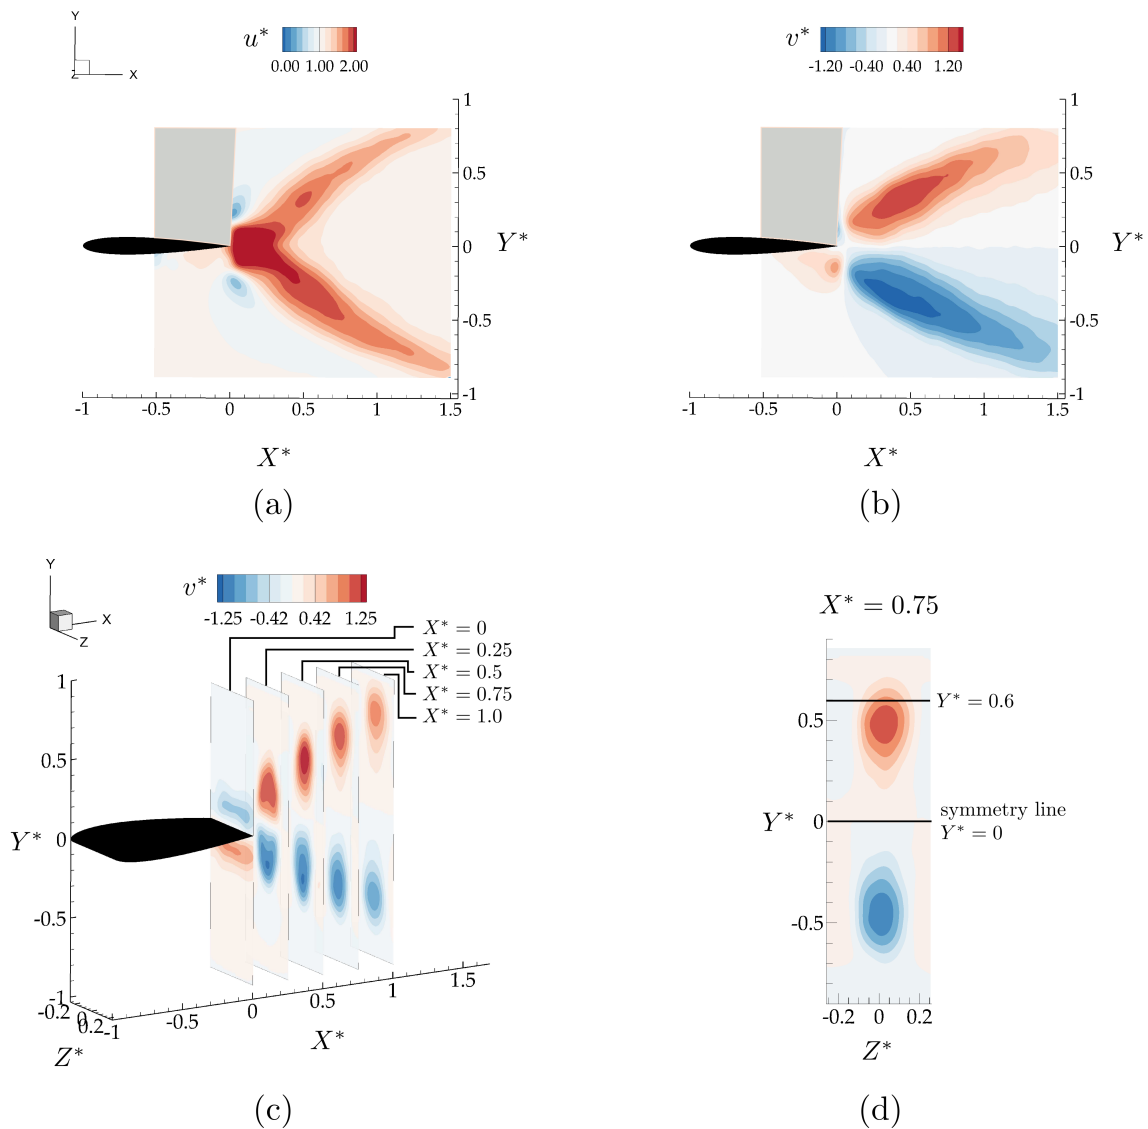 Y
X
Z
u*
0.00 1.00 2.00
1
0.5
0
-0.5
-1
Y*
-1 -0.5 0 0.5 1 1.5
X*
(a)
v*
-1.20 -0.40 0.40 1.20
1
0.5
0
-0.5
-1
Y*
-1 -0.5 0 0.5 1 1.5
X*
(b)
Y
X
Z
v*
-1.25 -0.42 0.42 1.25
X* = 0
X* = 0.25
X* = 0.5
X* = 0.75
X* = 1.0
1
0.5
Y* 0
-0.5
-1
-0.2 0 0.2
Z*
-1 -0.5 0 0.5 1 1.5
X*
(c)
X* = 0.75
Y* = 0.6
0.5
symmetry line
Y* 0
Y* = 0
-0.5
-0.2 0 0.2
Z*
(d)